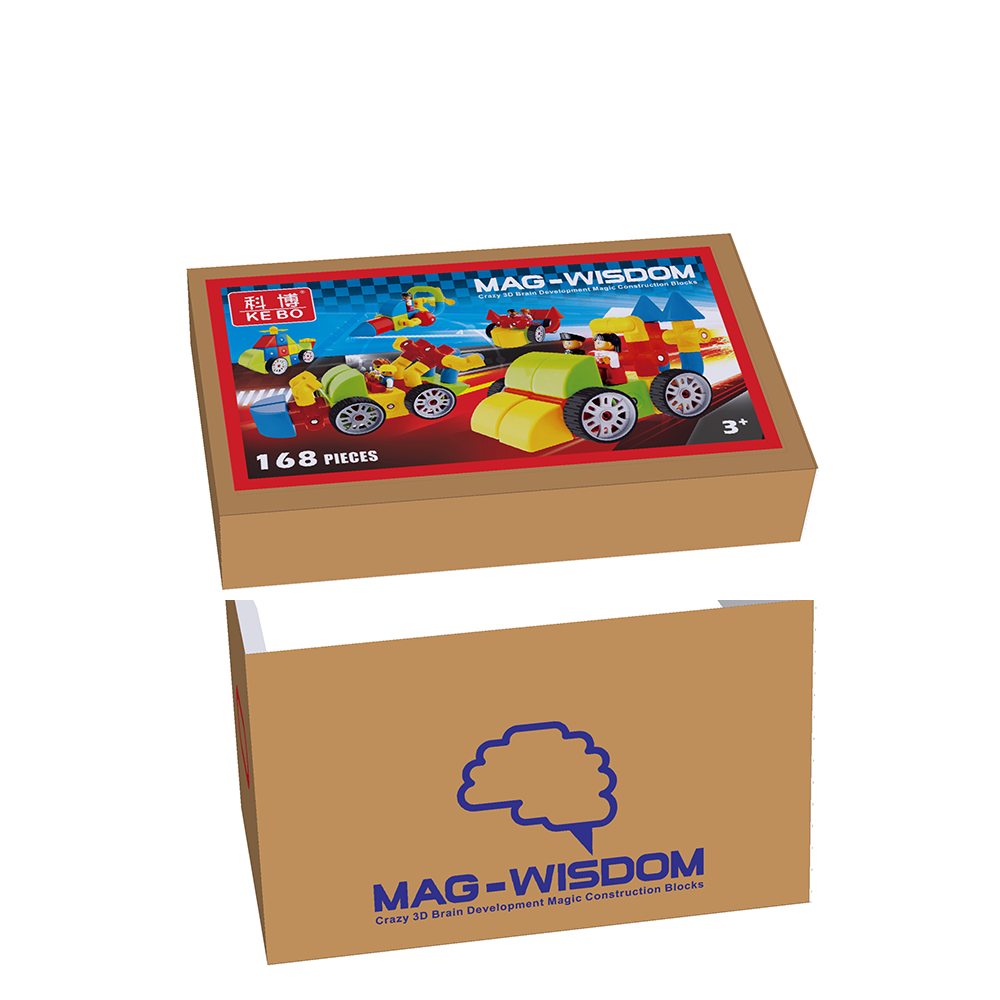 MAG-WISDOM
Crazy 3D Brain Development Magic Construction Blocks
科博®
KE BO
168 PIECES
3+
MAG-WISDOM
Crazy 3D Brain Development Magic Construction Blocks